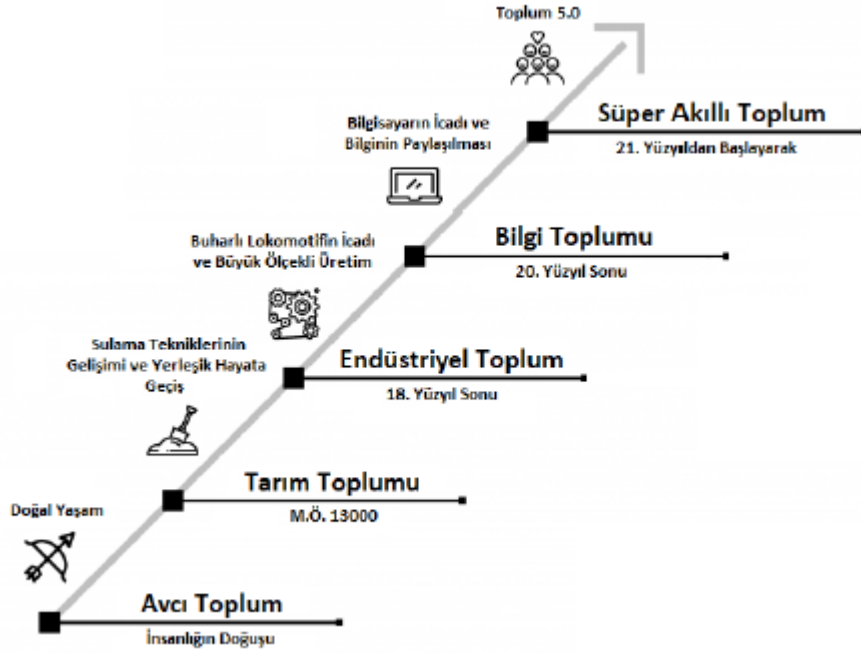 Toplum 5.0
Süper Akıllı Toplum
21. Yüzyıldan Başlayarak
Bilgisayarın İcadı ve
Bilginin Paylaşılması
Bilgi Toplumu
20. Yüzyıl Sonu
Buharlı Lokomotifin İcadı
ve Büyük Ölçekli Üretim
Endüstriyel Toplum
18. Yüzyıl Sonu
Sulama Tekniklerinin
Gelişimi ve Yerleşik Hayata
Geçiş
Tarım Toplumu
M.Ö. 13000
Doğal Yaşam
Avcı Toplum
İnsanlığın Doğuşu